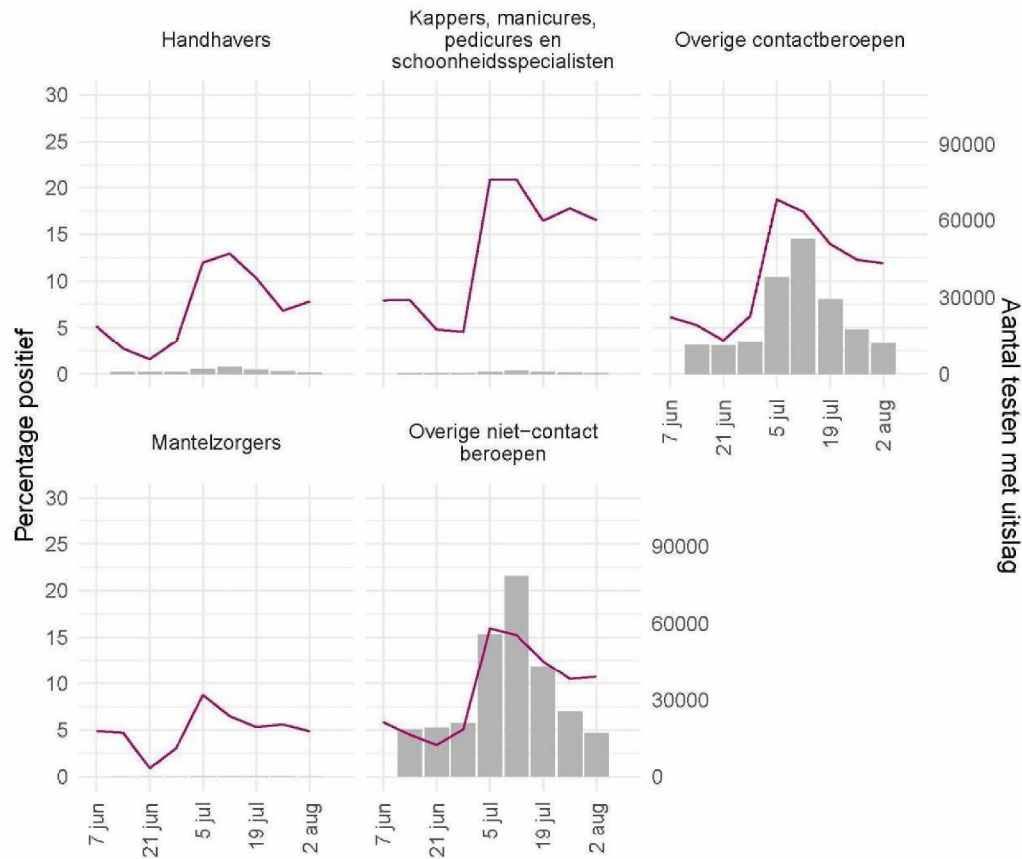 Handhavers
Kappers, manicures,
pedicures en
schoonheidsspecialisten
Overige contactberoepen
30
25
20
15
10
5
0
90000
60000
30000
0
7 jun
21 jun
5 jul
19 jul
2 aug
Percentage positief
Aantal testen met uitslag
Mantelzorgers
Overige niet−contact
beroepen
30
25
20
15
10
5
0
90000
60000
30000
0
7 jun
21 jun
5 jul
19 jul
2 aug
7 jun
21 jun
5 jul
19 jul
2 aug